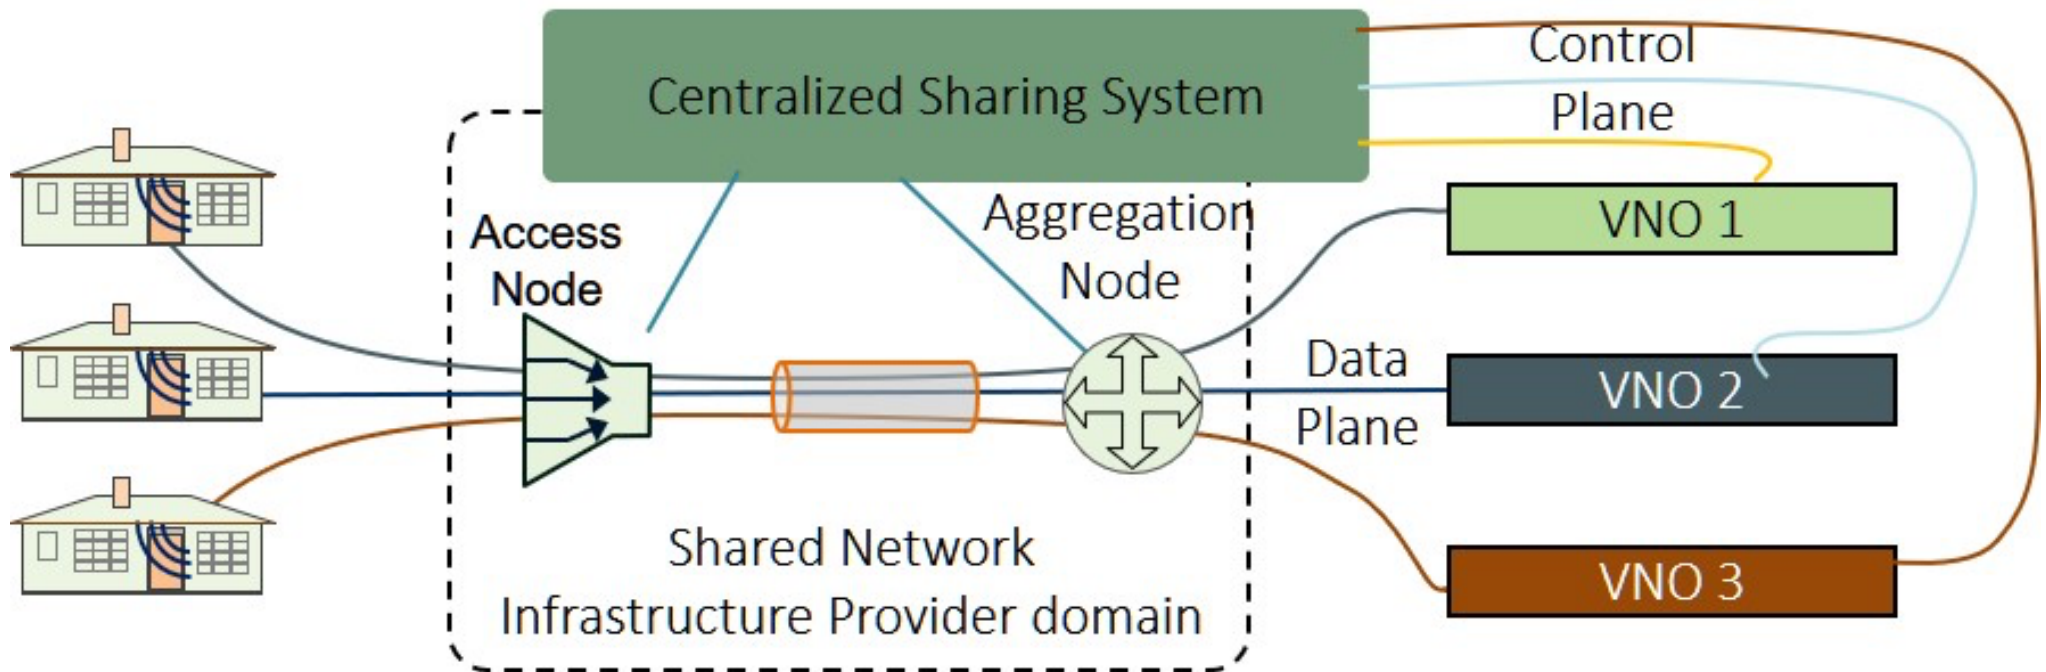 Centralized Sharing System
Control
Plane
Access
Node
Aggregation
Node
VNO 1
Data
Plane
VNO 2
Shared Network
Infrastructure Provider domain
VNO 3